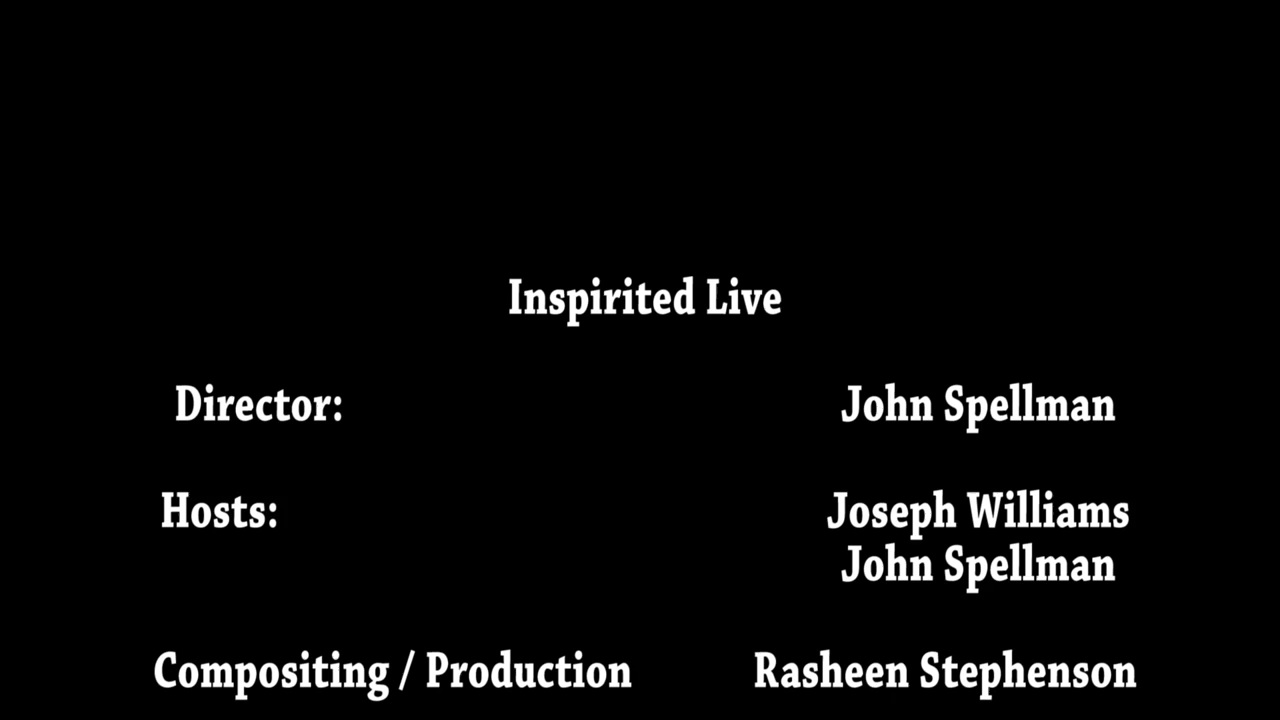 Inspirited Live
Director: John Spellman
Hosts: Joseph Williams
John Spellman
Compositing / Production Rasheen Stephenson